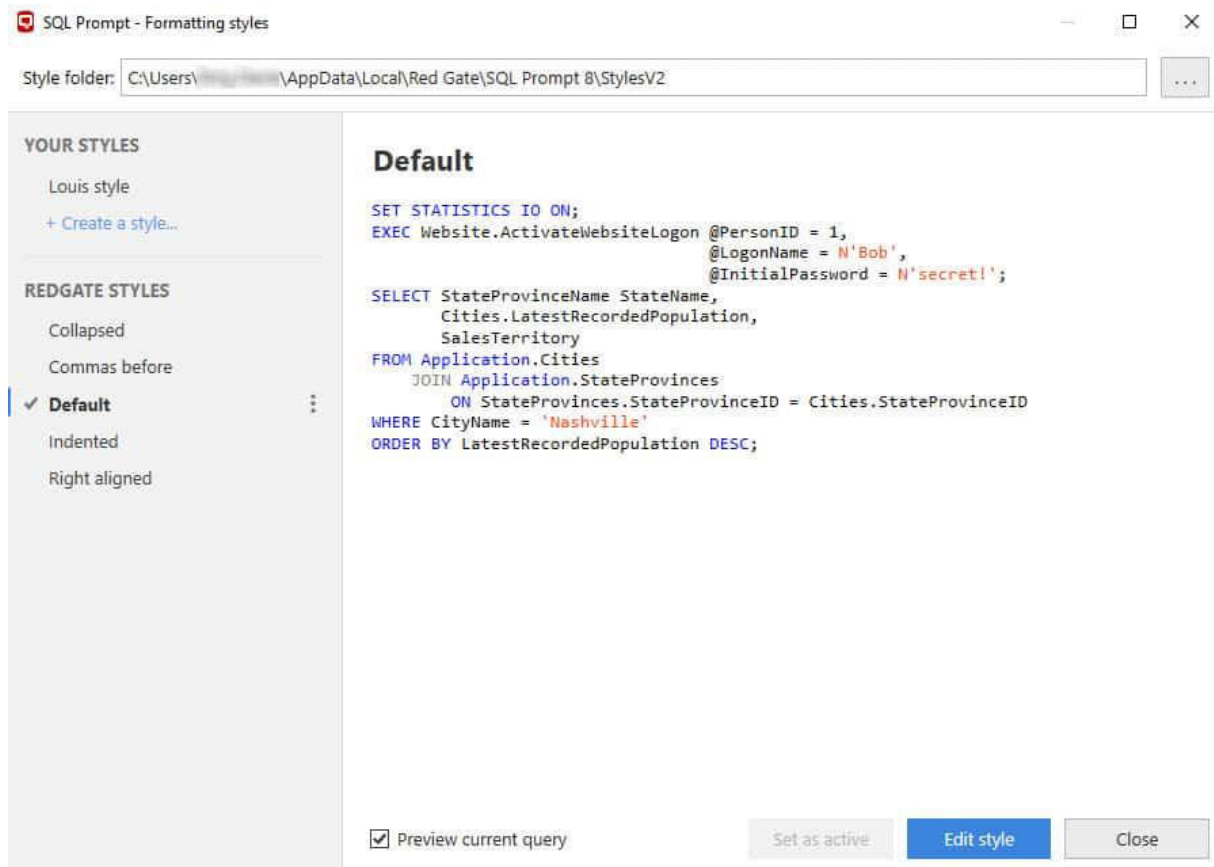 SQL Prompt - Formatting styles
Style folder: C:\Users\ \AppData\Local\Red Gate\SQL Prompt 8\StylesV2
...
YOUR STYLES
Louis style
+ Create a style...
REDGATE STYLES
Collapsed
Commas before
Default
Indented
Right aligned
Default
SET STATISTICS IO ON;
EXEC Website.ActivateWebsiteLogon @PersonID = 1,
@LogonName = N'Bob',
@InitialPassword = N'secret!';
SELECT StateProvinceName StateName,
Cities.LatestRecordedPopulation,
SalesTerritory
FROM Application.Cities
JOIN Application.StateProvinces
ON StateProvinces.StateProvinceID = Cities.StateProvinceID
WHERE CityName = 'Nashville'
ORDER BY LatestRecordedPopulation DESC;
Preview current query
Set as active
Edit style
Close